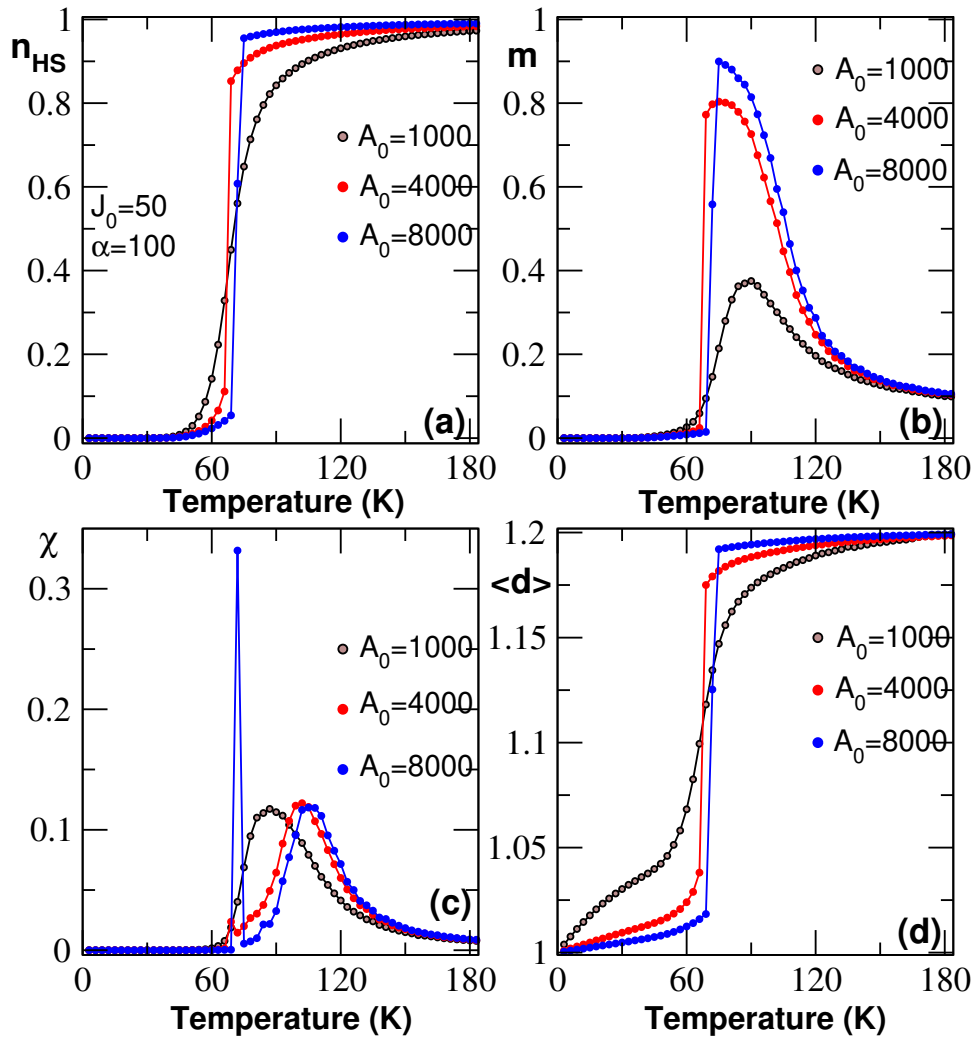 1
n_HS
0.8
0.6
0.4
0.2
0
A_0=1000
A_0=4000
A_0=8000
J_0=50
α=100
(a)
0 60 120 180
Temperature (K)
1
m
0.8
0.6
0.4
0.2
0
A_0=1000
A_0=4000
A_0=8000
(b)
0 60 120 180
Temperature (K)
χ
0.3
0.2
0.1
0
A_0=1000
A_0=4000
A_0=8000
(c)
0 60 120 180
Temperature (K)
1.2
<d>
1.15
1.1
1.05
1
A_0=1000
A_0=4000
A_0=8000
(d)
0 60 120 180
Temperature (K)